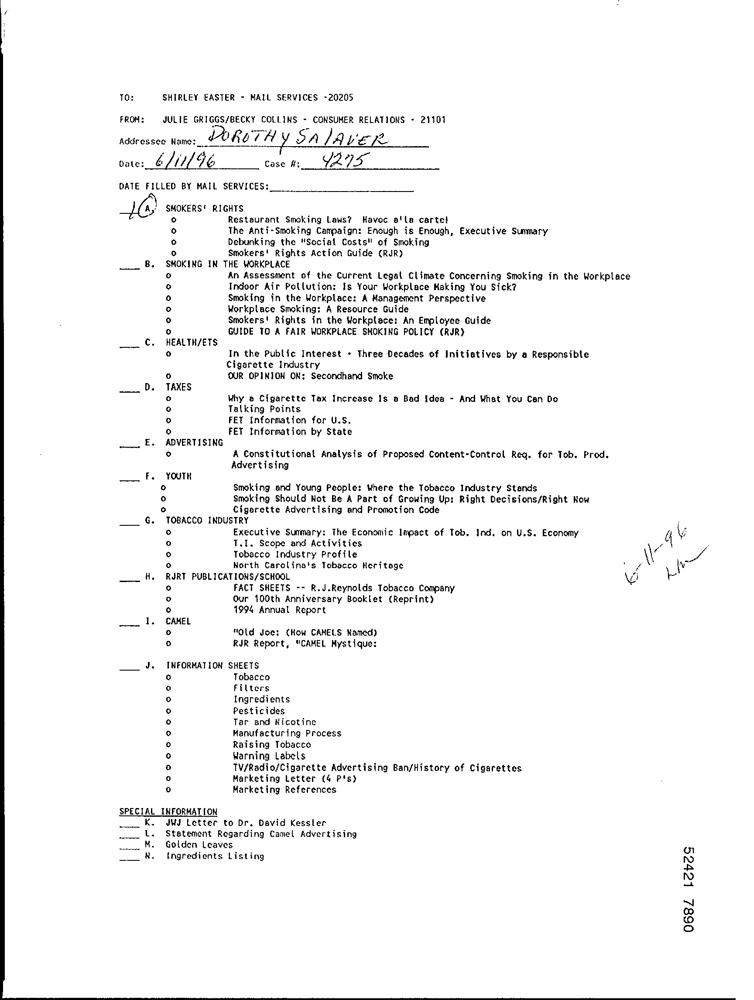 TO: SHIRLEY EASTER - MAIL SERVICES -20205
FROM: JULIE GRIGGS/BECKY COLLINS - CONSUMER RELATIONS - 21101
Addressee Name: DOROTHY SALAVER
Date: 6/11/96 Case #: 4275
DATE FILLED BY MAIL SERVICES:
1 A. SMOKERS' RIGHTS
o Restaurant Smoking Laws? Havoc a'la carte!
o The Anti-Smoking Campaign: Enough is Enough, Executive Summary
o Debunking the "Social Costs" of Smoking
o Smokers' Rights Action Guide (RJR)
B. SMOKING IN THE WORKPLACE
o An Assessment of the Current Legal Climate Concerning Smoking in the Workplace
o Indoor Air Pollution: Is Your Workplace Making You Sick?
o Smoking in the Workplace: A Management Perspective
o Workplace Smoking: A Resource Guide
o Smokers' Rights in the Workplace: An Employee Guide
o GUIDE TO A FAIR WORKPLACE SMOKING POLICY (RJR)
C. HEALTH/ETS
o In the Public Interest - Three Decades of Initiatives by a Responsible
Cigarette Industry
o OUR OPINION ON: Secondhand Smoke
D. TAXES
o Why a Cigarette Tax Increase Is a Bad Idea - And What You Can Do
o Talking Points
o FET Information for U.S.
o FET Information by State
E. ADVERTISING
o A Constitutional Analysis of Proposed Content-Control Req. for Tob. Prod.
Advertising
F. YOUTH
o Smoking and Young People: Where the Tobacco Industry Stands
o Smoking Should Not Be A Part of Growing Up: Right Decisions/Right Now
o Cigarette Advertising and Promotion Code
G. TOBACCO INDUSTRY
o Executive Summary: The Economic Impact of Tob. Ind. on U.S. Economy
o T.I. Scope and Activities
o Tobacco Industry Profile
o North Carolina's Tobacco Heritage
6-11-96
H. RJRT PUBLICATIONS/SCHOOL
o FACT SHEETS -- R.J.Reynolds Tobacco Company
o Our 100th Anniversary Booklet (Reprint)
o 1994 Annual Report
I. CAMEL
o "Old Joe: (How CAMELS Named)
o RJR Report, "CAMEL Mystique:
J. INFORMATION SHEETS
o Tobacco
o Filters
o Ingredients
o Pesticides
o Tar and Nicotine
o Manufacturing Process
o Raising Tobacco
o Warning Labels
o TV/Radio/Cigarette Advertising Ban/History of Cigarettes
o Marketing Letter (4 P's)
o Marketing References
SPECIAL INFORMATION
K. JWJ Letter to Dr. David Kessler
L. Statement Regarding Camel Advertising
M. Golden Leaves
N. Ingredients Listing
52421 7890